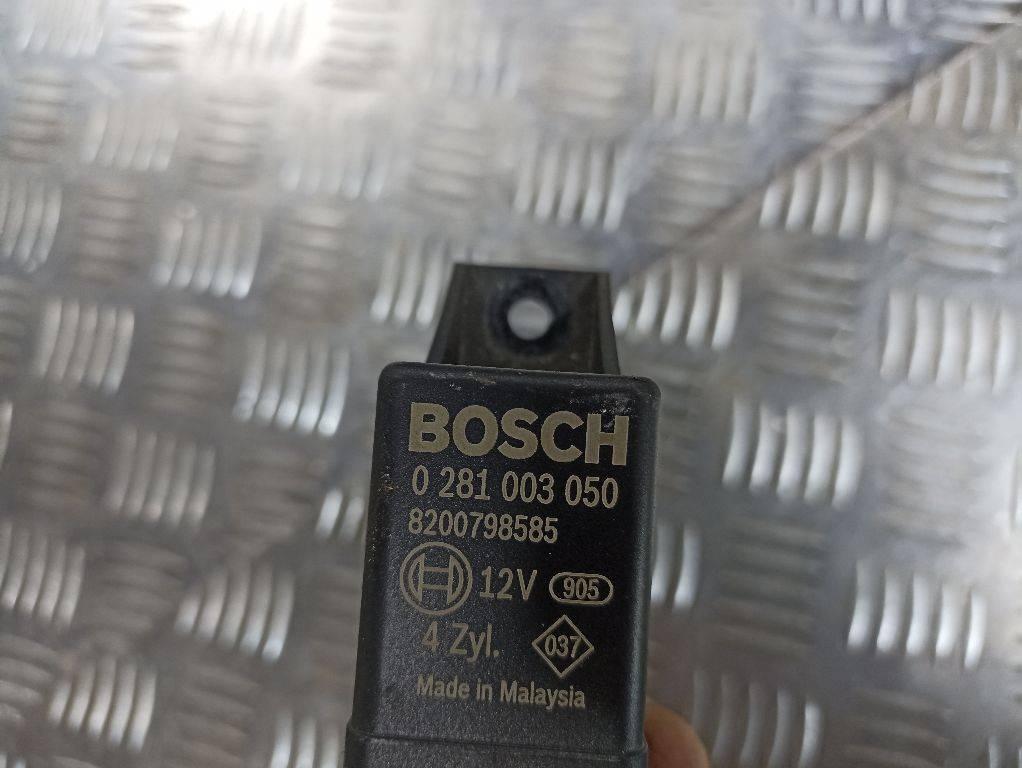 BOSCH
0 281 003 050
8200798585
12V 905
4 Zyl. 037
Made in Malaysia